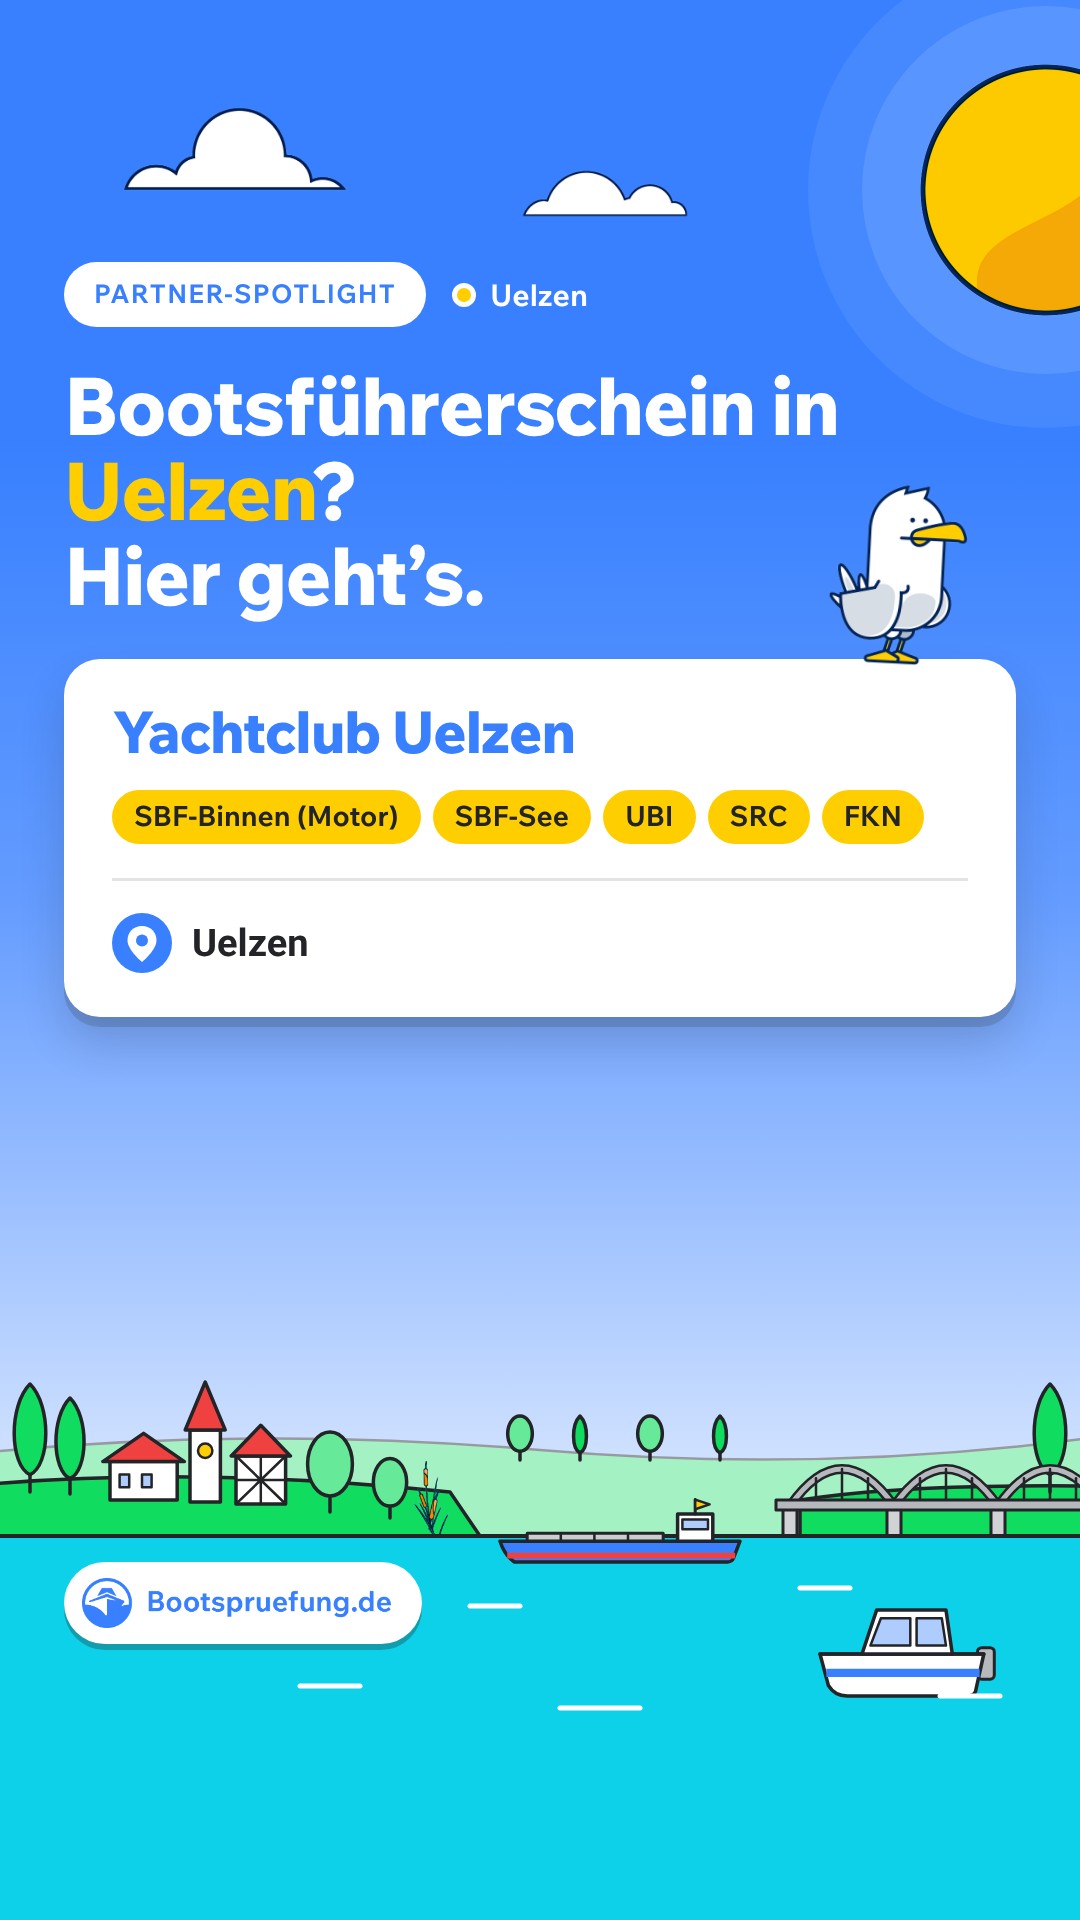 PARTNER-SPOTLIGHT
Uelzen
Bootsführerschein in
Uelzen?
Hier geht’s.
Yachtclub Uelzen
SBF-Binnen (Motor) SBF-See UBI SRC FKN
Uelzen
Bootspruefung.de